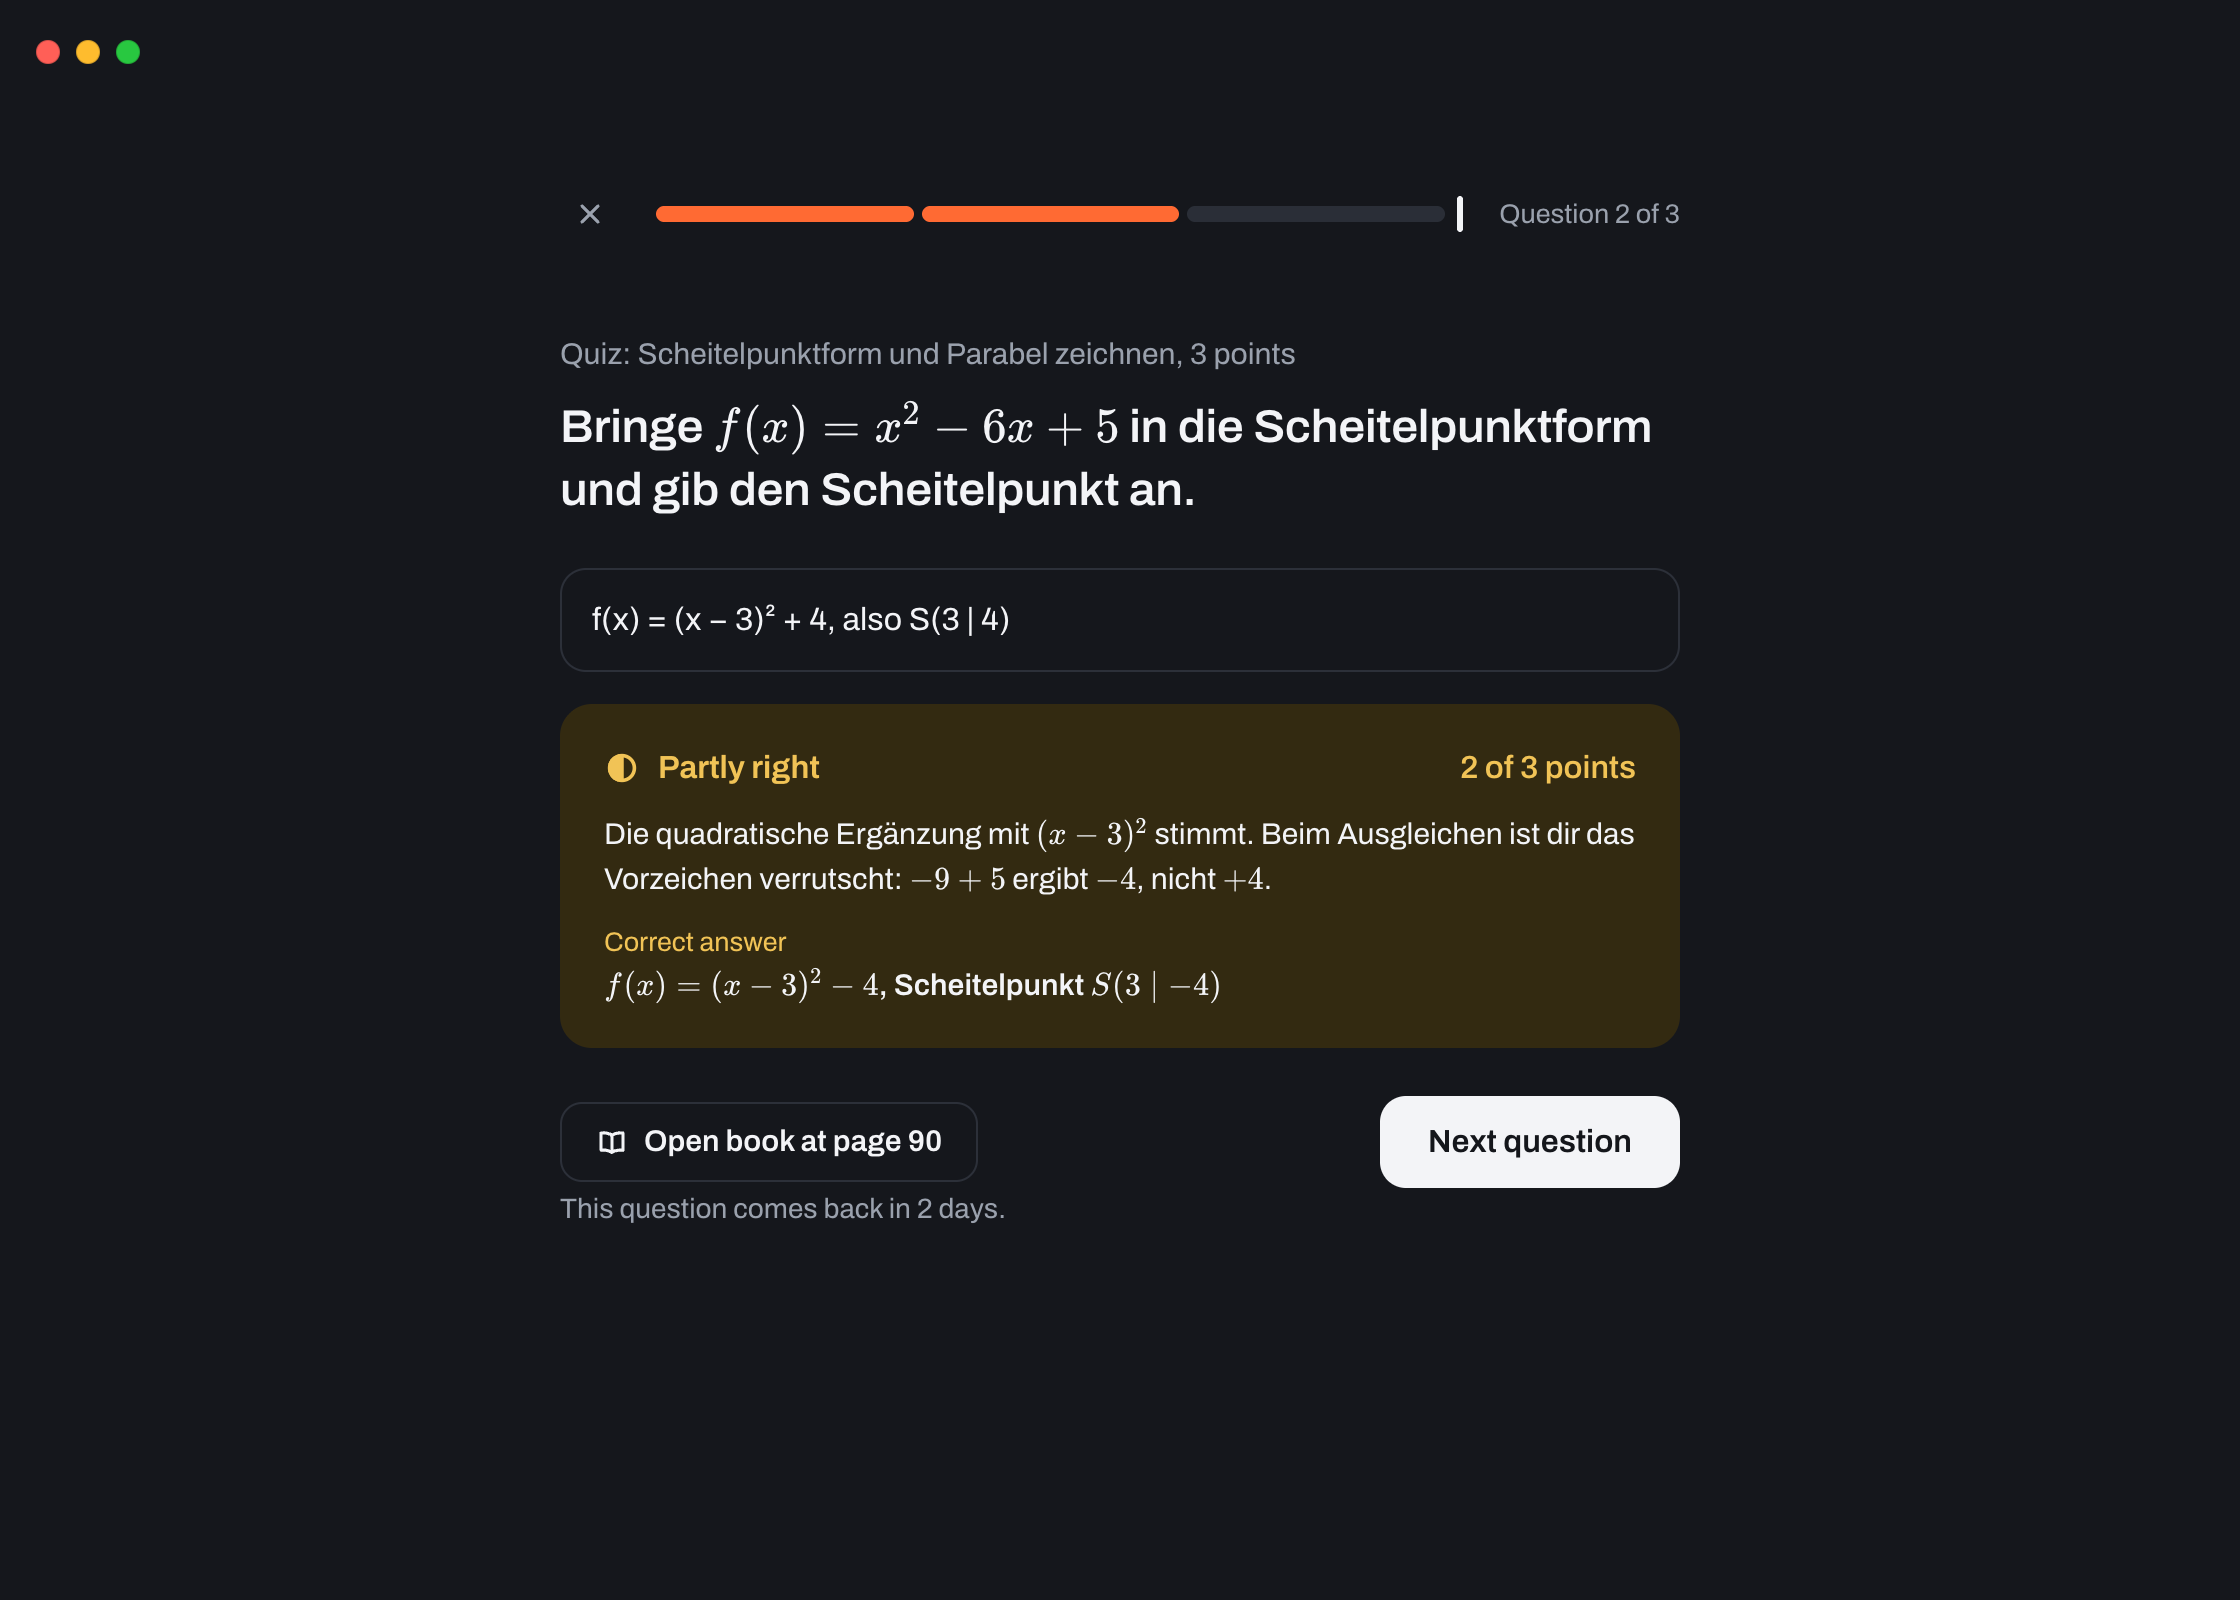 Question 2 of 3
Quiz: Scheitelpunktform und Parabel zeichnen, 3 points
Bringe f(x) = x² − 6x + 5 in die Scheitelpunktform
und gib den Scheitelpunkt an.
f(x) = (x − 3)² + 4, also S(3 | 4)
Partly right
2 of 3 points
Die quadratische Ergänzung mit (x − 3)² stimmt. Beim Ausgleichen ist dir das
Vorzeichen verrutscht: −9 + 5 ergibt −4, nicht +4.
Correct answer
f(x) = (x − 3)² − 4, Scheitelpunkt S(3 | −4)
Open book at page 90
Next question
This question comes back in 2 days.